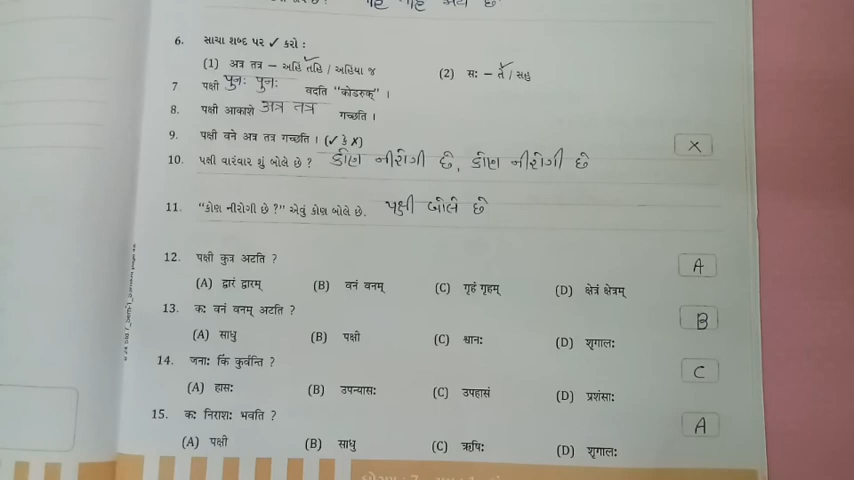 6. સાચા શબ્દ પર ✓ કરો :
(1) अत्र तत्र – અહિં તહિં / અહિયા જ (2) सः – તે / સહુ
7 पक्षी पुनः पुनः वदति "कोडरुक्" ।
8. पक्षी आकाशे अत्र तत्र गच्छति ।
9. पक्षी वने अत्र तत्र गच्छति । (✓ કે ✗) X
10. પક્ષી વારંવાર શું બોલે છે ? કોણ નીરોગી છે, કોણ નીરોગી છે
11. "કોણ નીરોગી છે ?" એવું કોણ બોલે છે. પક્ષી બોલે છે
12. पक्षी कुत्र अटति ? A
(A) द्वारं द्वारम् (B) वनं वनम् (C) गृहं गृहम् (D) क्षेत्रं क्षेत्रम्
13. कः वनं वनम् अटति ? B
(A) साधु (B) पक्षी (C) श्वानः (D) शृगालः
14. जनाः किं कुर्वन्ति ? C
(A) हासः (B) उपन्यासः (C) उपहासं (D) प्रशंसाः
15. कः निराशः भवति ? A
(A) पक्षी (B) साधु (C) ऋषिः (D) शृगालः